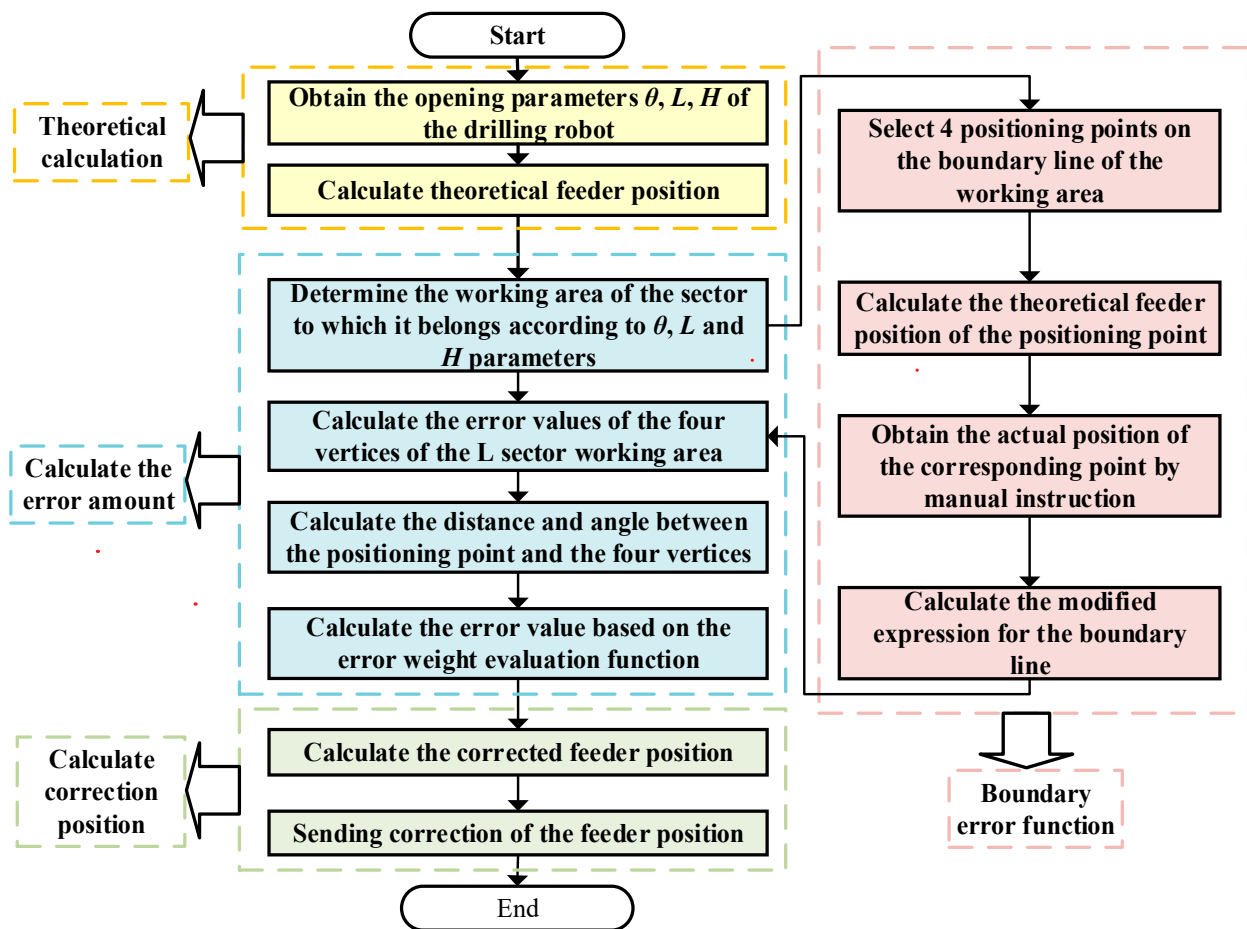 Start
Obtain the opening parameters θ, L, H of
the drilling robot
Calculate theoretical feeder position
Theoretical
calculation
Determine the working area of the sector
to which it belongs according to θ, L and
H parameters
Calculate the error values of the four
vertices of the L sector working area
Calculate the distance and angle between
the positioning point and the four vertices
Calculate the error value based on the
error weight evaluation function
Calculate the
error amount
Select 4 positioning points on
the boundary line of the
working area
Calculate the theoretical feeder
position of the positioning point
Obtain the actual position of
the corresponding point by
manual instruction
Calculate the modified
expression for the boundary
line
Boundary
error function
Calculate the corrected feeder position
Sending correction of the feeder position
Calculate
correction
position
End